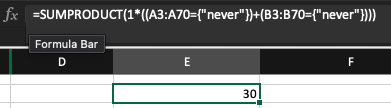 fx =SUMPRODUCT(1*((A3:A70={"never"})+(B3:B70={"never"})))
Formula Bar
D E F
30